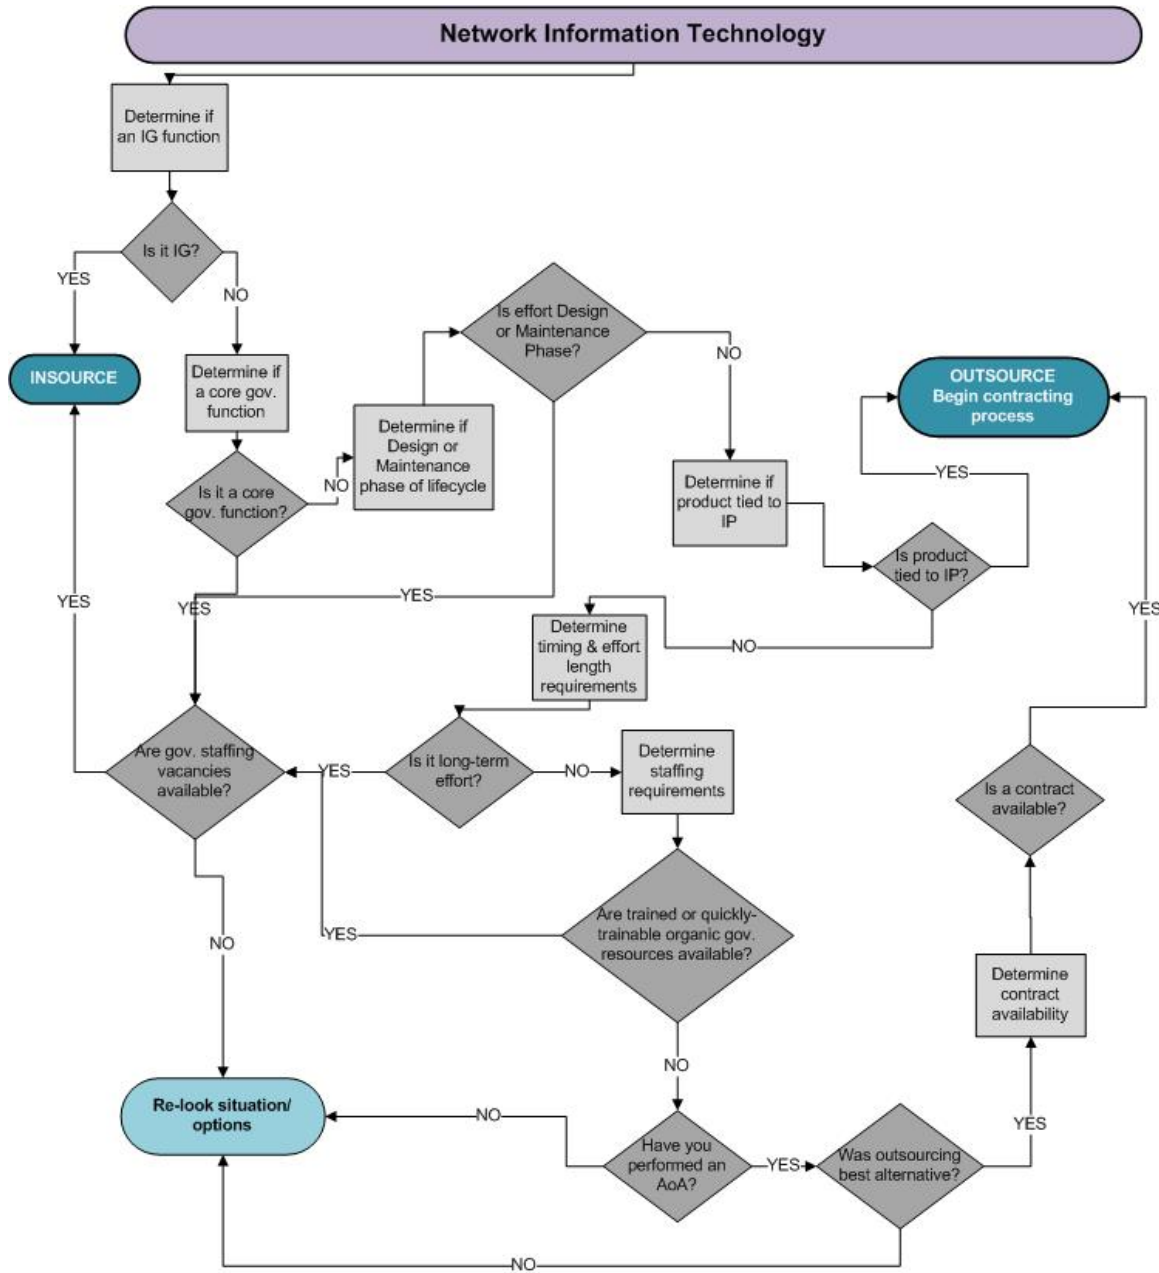 Network Information Technology
Determine if
an IG function
Is it IG?
YES
NO
INSOURCE
Determine if
a core gov.
function
Is it a core
gov. function?
NO
Determine if
Design or
Maintenance
phase of lifecycle
Is effort Design
or Maintenance
Phase?
NO
OUTSOURCE
Begin contracting
process
YES
Determine if
product tied to
IP
Is product
tied to IP?
YES
YES
YES
YES
NO
Determine
timing & effort
length
requirements
Are gov. staffing
vacancies
available?
YES
Is it long-term
effort?
NO
Determine
staffing
requirements
Is a contract
available?
NO
YES
Are trained or quickly-
trainable organic gov.
resources available?
Determine
contract
availability
NO
Re-look situation/
options
NO
Have you
performed an
AoA?
YES
Was outsourcing
best alternative?
YES
NO